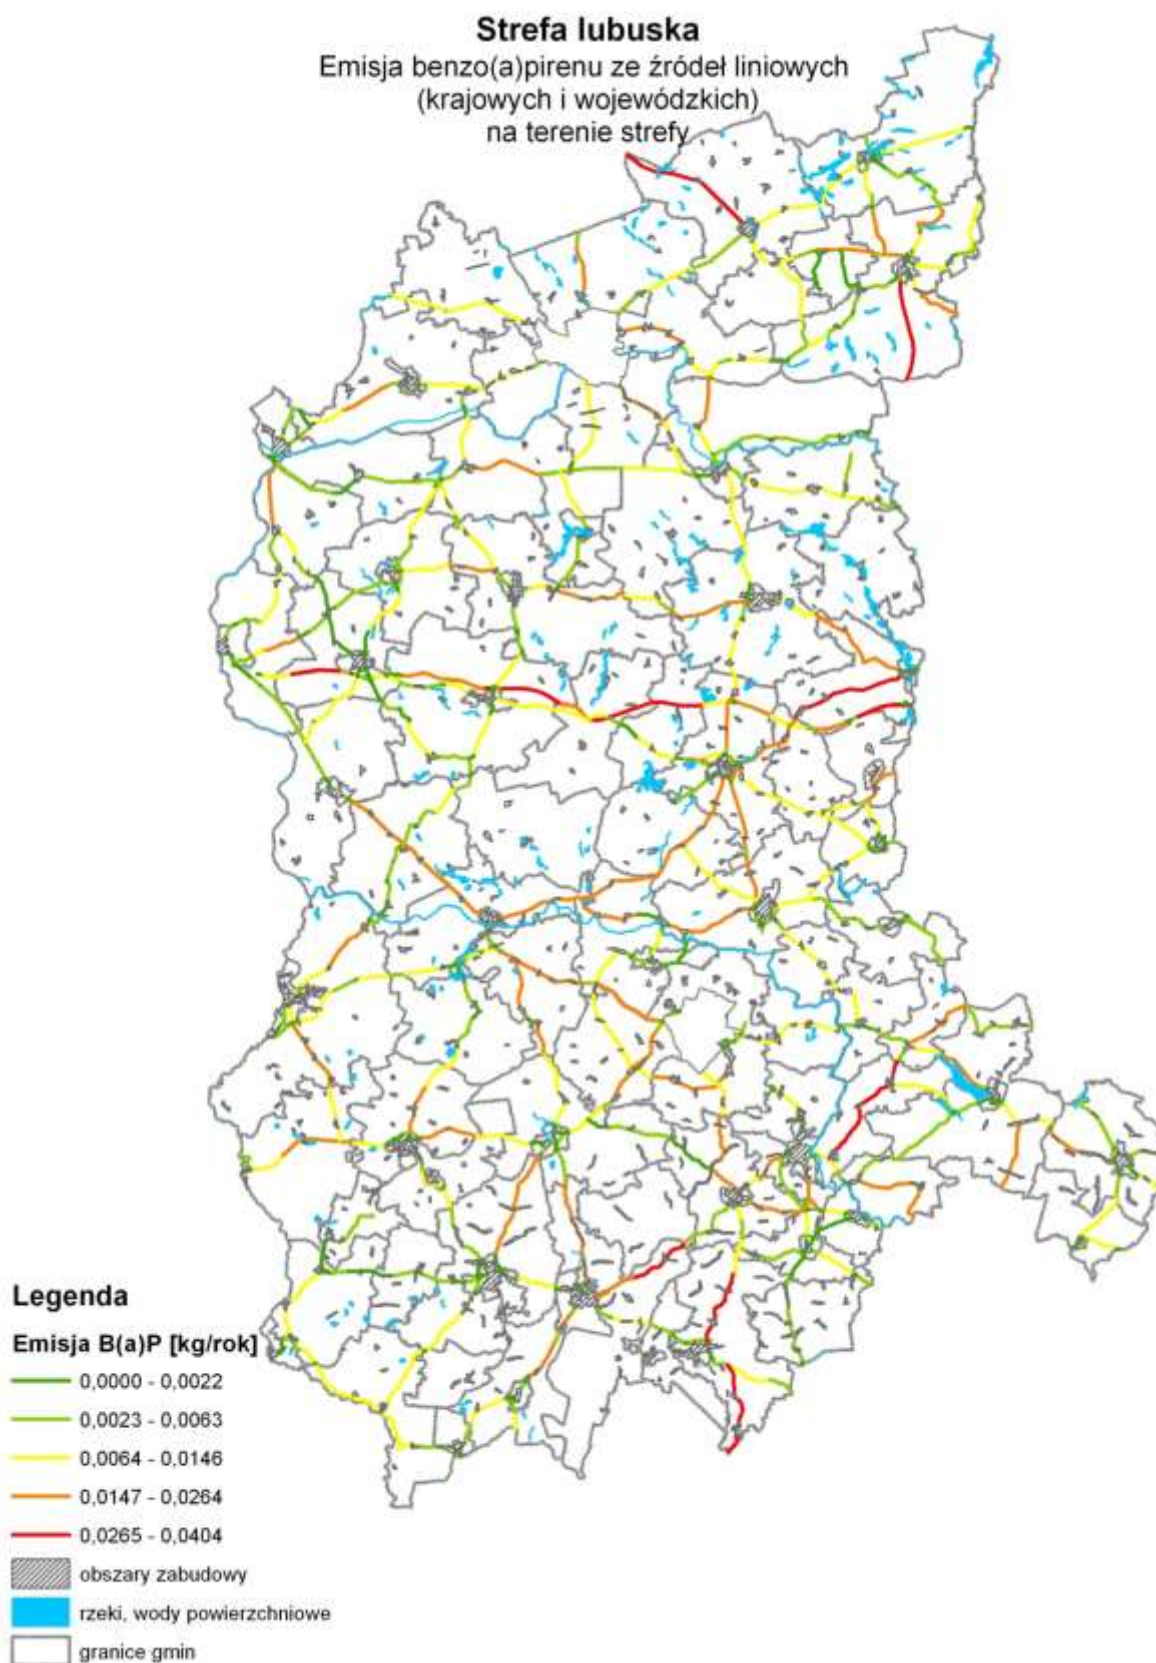 Strefa lubuska
Emisja benzo(a)pirenu ze źródeł liniowych
(krajowych i wojewódzkich)
na terenie strefy
Legenda
Emisja B(a)P [kg/rok]
0,0000 - 0,0022
0,0023 - 0,0063
0,0064 - 0,0146
0,0147 - 0,0264
0,0265 - 0,0404
obszary zabudowy
rzeki, wody powierzchniowe
granice gmin